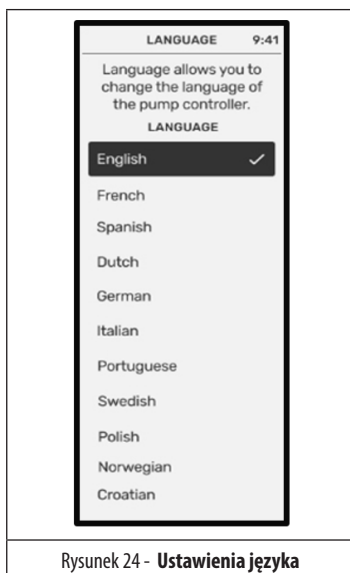 LANGUAGE 9:41
Language allows you to
change the language of
the pump controller.
LANGUAGE
English
French
Spanish
Dutch
German
Italian
Portuguese
Swedish
Polish
Norwegian
Croatian
Rysunek 24 - Ustawienia języka